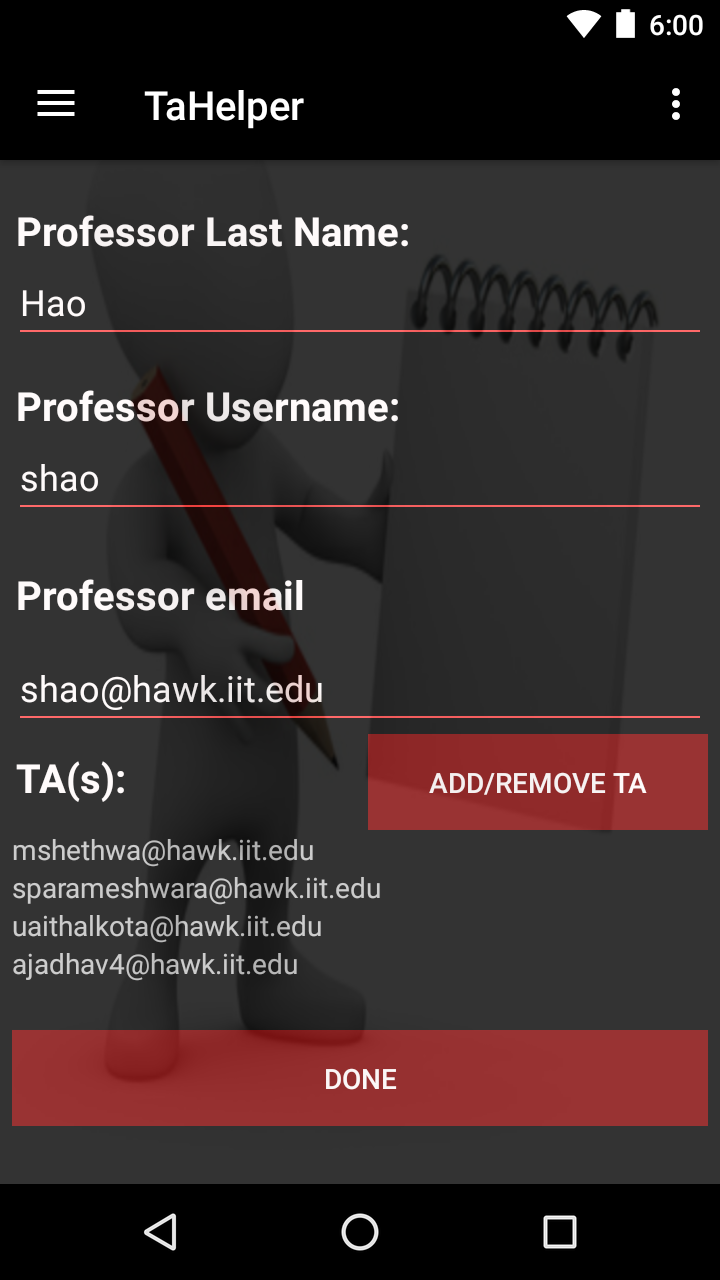 6:00
TaHelper
Professor Last Name:
Hao
Professor Username:
shao
Professor email
shao@hawk.iit.edu
TA(s):
ADD/REMOVE TA
mshethwa@hawk.iit.edu
sparameshwara@hawk.iit.edu
uaithalkota@hawk.iit.edu
ajadhav4@hawk.iit.edu
DONE